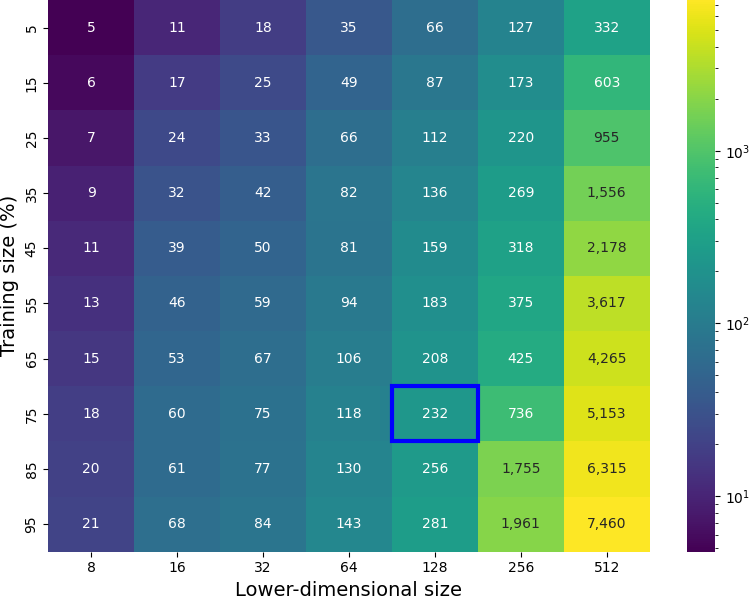 5 5 11 18 35 66 127 332
15 6 17 25 49 87 173 603
25 7 24 33 66 112 220 955
35 9 32 42 82 136 269 1,556
45 11 39 50 81 159 318 2,178
55 13 46 59 94 183 375 3,617
65 15 53 67 106 208 425 4,265
75 18 60 75 118 232 736 5,153
85 20 61 77 130 256 1,755 6,315
95 21 68 84 143 281 1,961 7,460
8 16 32 64 128 256 512
Lower-dimensional size
Training size (%)
10³
10²
10¹